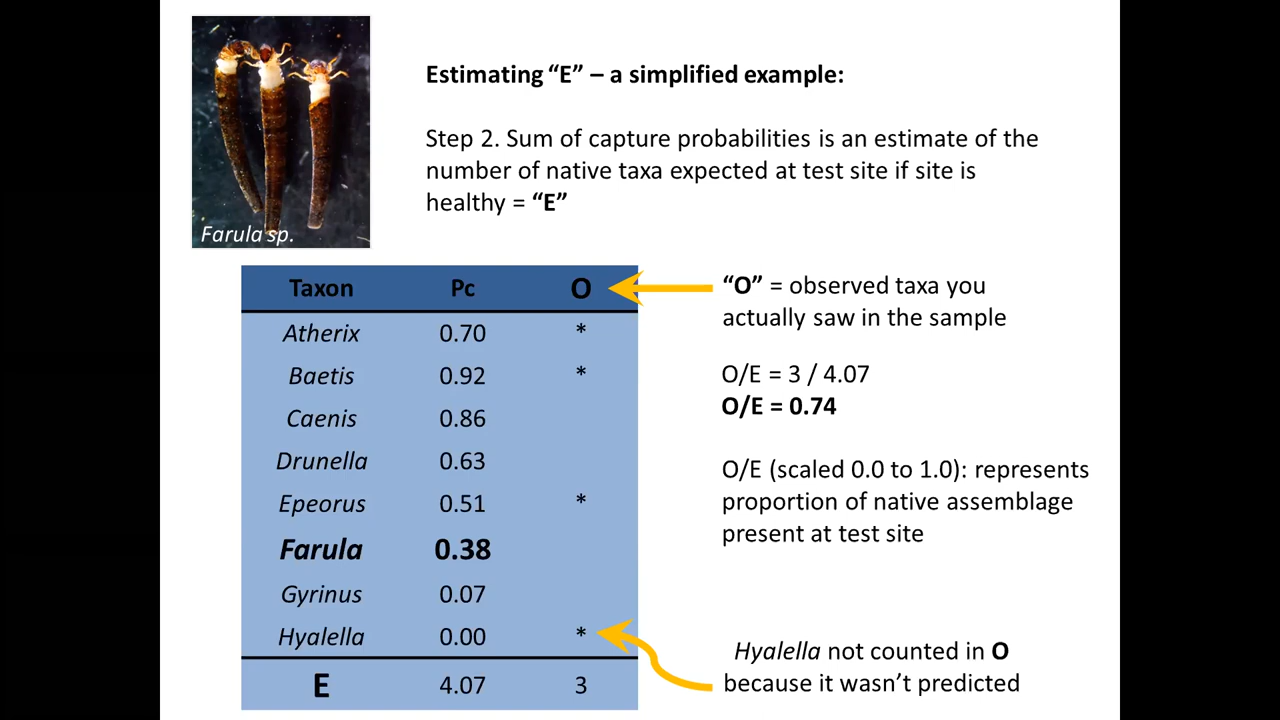 Farula sp.
Estimating “E” – a simplified example:
Step 2. Sum of capture probabilities is an estimate of the
number of native taxa expected at test site if site is
healthy = “E”
Taxon Pc O
Atherix 0.70 *
Baetis 0.92 *
Caenis 0.86
Drunella 0.63
Epeorus 0.51 *
Farula 0.38
Gyrinus 0.07
Hyalella 0.00 *
E 4.07 3
“O” = observed taxa you
actually saw in the sample
O/E = 3 / 4.07
O/E = 0.74
O/E (scaled 0.0 to 1.0): represents
proportion of native assemblage
present at test site
Hyalella not counted in O
because it wasn’t predicted